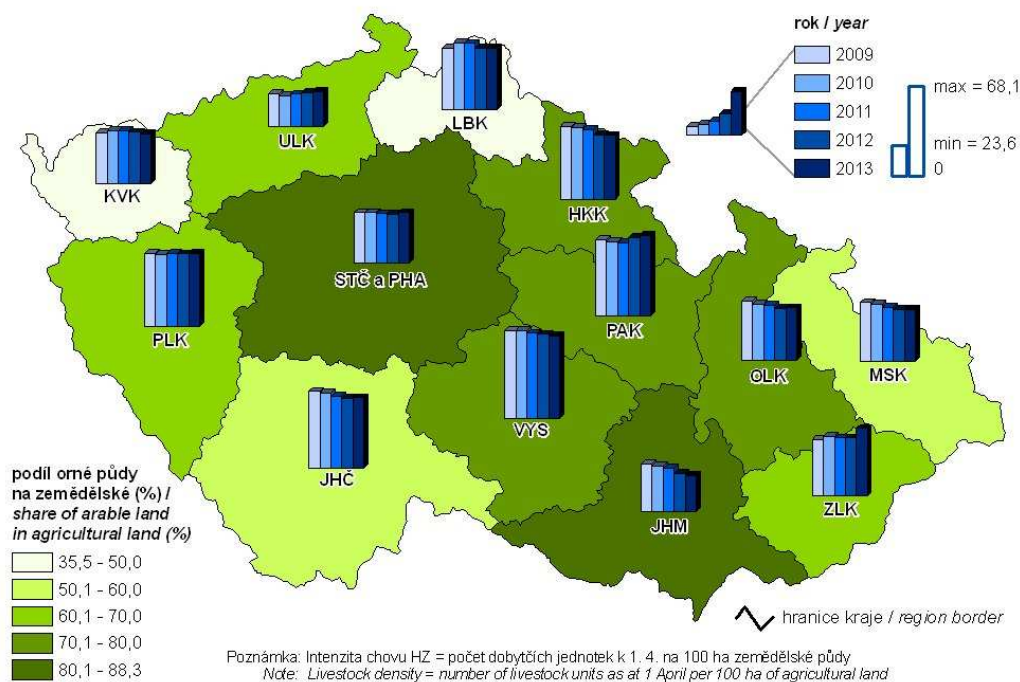 rok / year
2009
2010
2011
2012
2013
max = 68,1
min = 23,6
0
LBK
ULK
KVK
HKK
STČ a PHA
PAK
PLK
OLK
MSK
VYS
JHČ
ZLK
JHM
podíl orné půdy
na zemědělské (%) /
share of arable land
in agricultural land (%)
35,5 – 50,0
50,1 – 60,0
60,1 – 70,0
70,1 – 80,0
80,1 – 88,3
hranice kraje / region border
Poznámka: Intenzita chovu HZ = počet dobytčích jednotek k 1. 4. na 100 ha zemědělské půdy
Note: Livestock density = number of livestock units as at 1 April per 100 ha of agricultural land